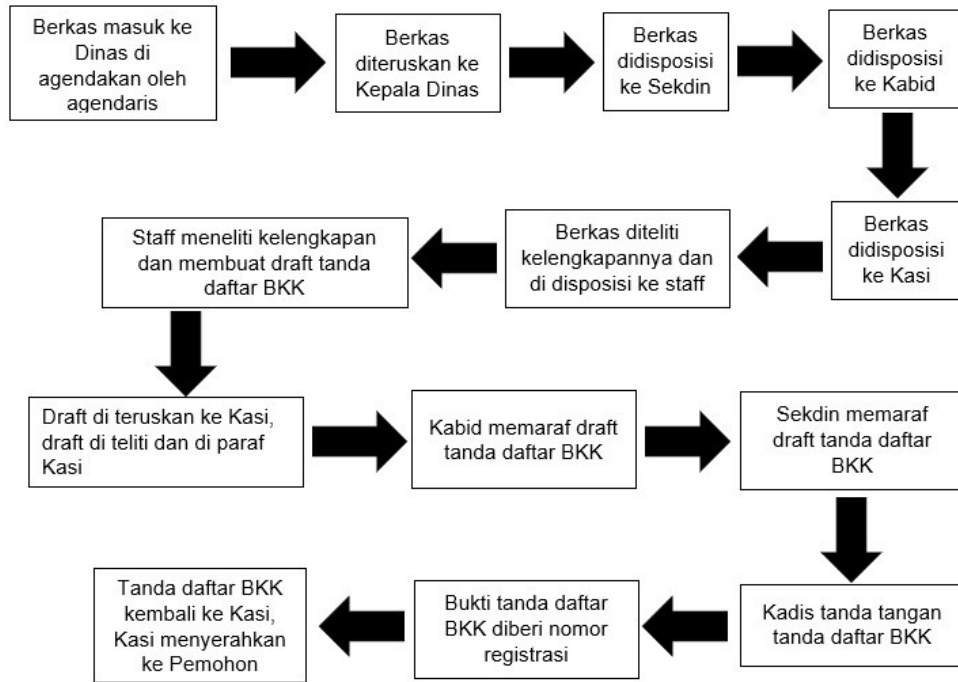 Berkas masuk ke
Dinas di
agendakan oleh
agendaris
Berkas
diteruskan ke
Kepala Dinas
Berkas
didisposisi
ke Sekdin
Berkas
didisposisi
ke Kabid
Berkas
didisposisi
ke Kasi
Berkas diteliti
kelengkapannya dan
di disposisi ke staff
Staff meneliti kelengkapan
dan membuat draft tanda
daftar BKK
Draft di teruskan ke Kasi,
draft di teliti dan di paraf
Kasi
Kabid memaraf draft
tanda daftar BKK
Sekdin memaraf
draft tanda daftar
BKK
Kadis tanda tangan
tanda daftar BKK
Bukti tanda daftar
BKK diberi nomor
registrasi
Tanda daftar BKK
kembali ke Kasi,
Kasi menyerahkan
ke Pemohon